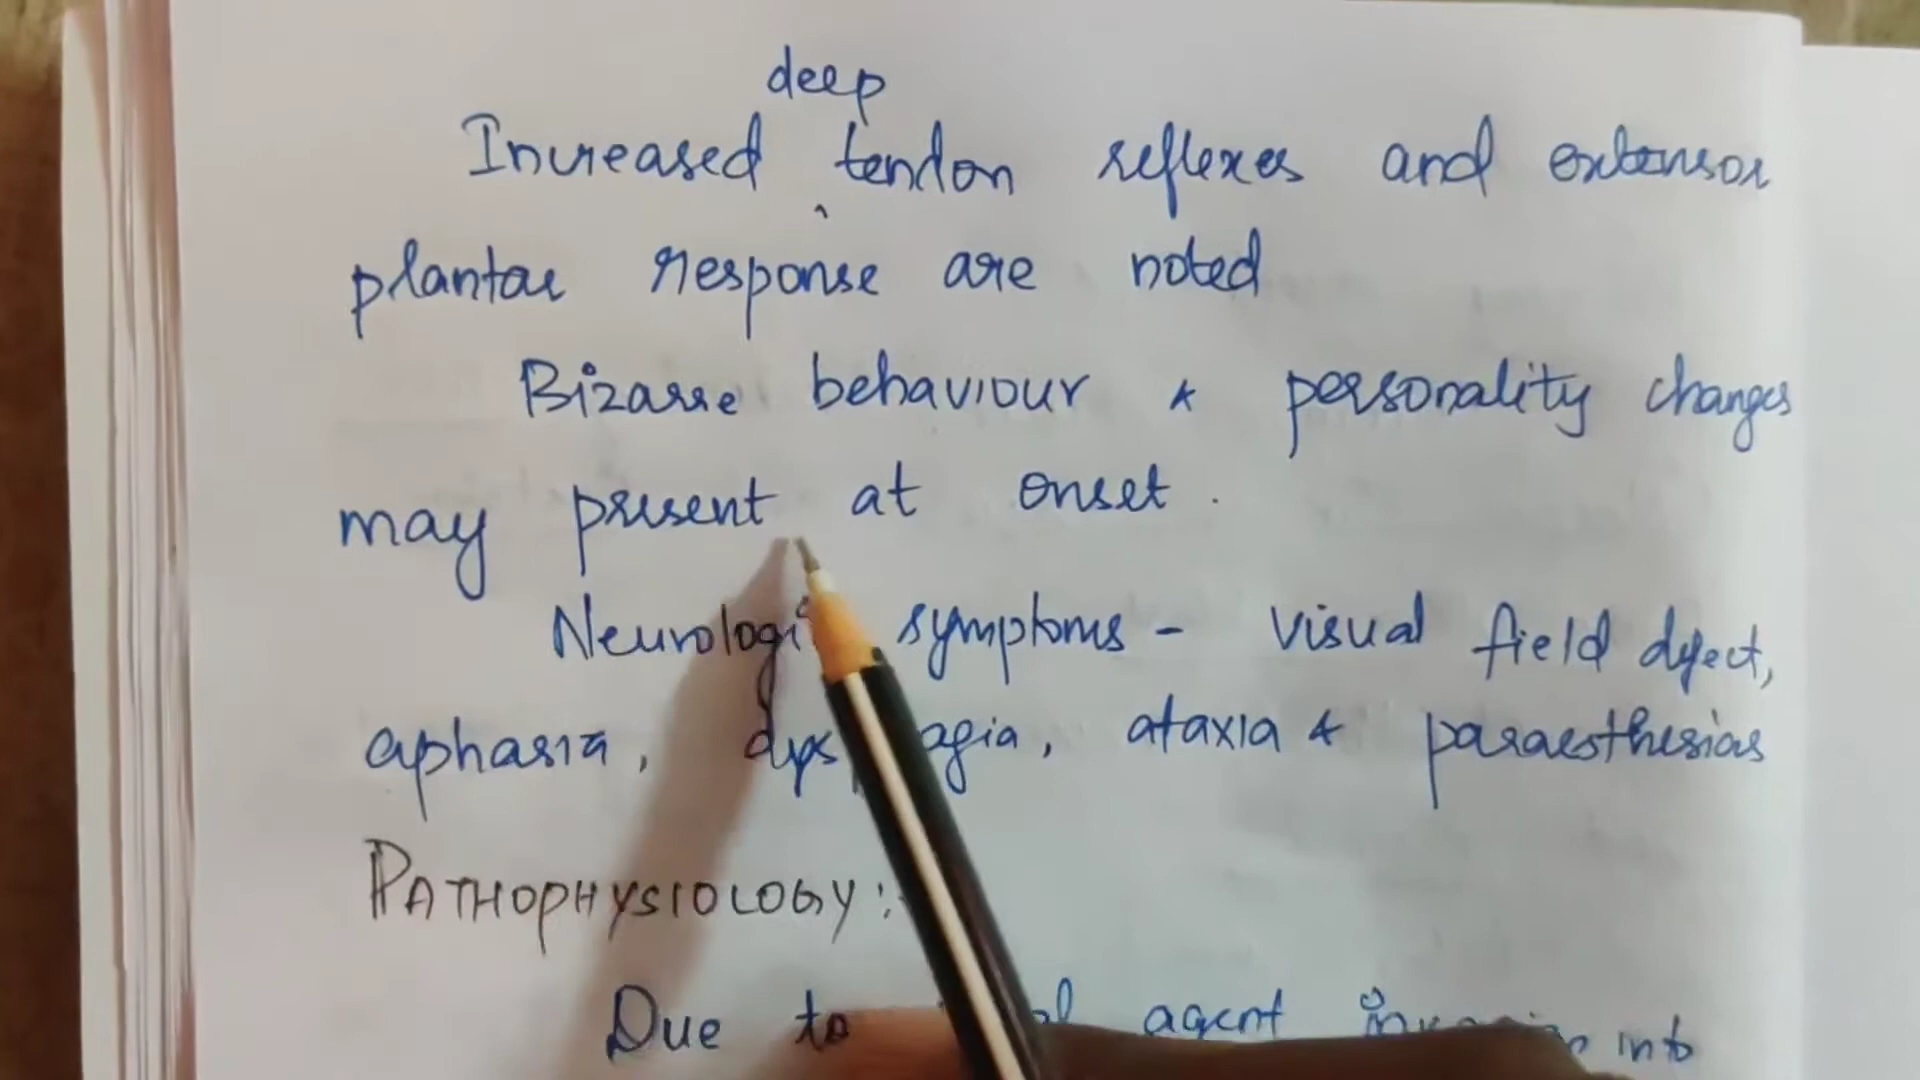 deep
Increased tendon reflexes and extensor
plantar response are noted
Bizarre behaviour & personality changes
may present at onset.
symptoms - visual field defect,
aphasia, ataxia & paraesthesias
PATHOPHYSIOLOGY:-
Due to agent into